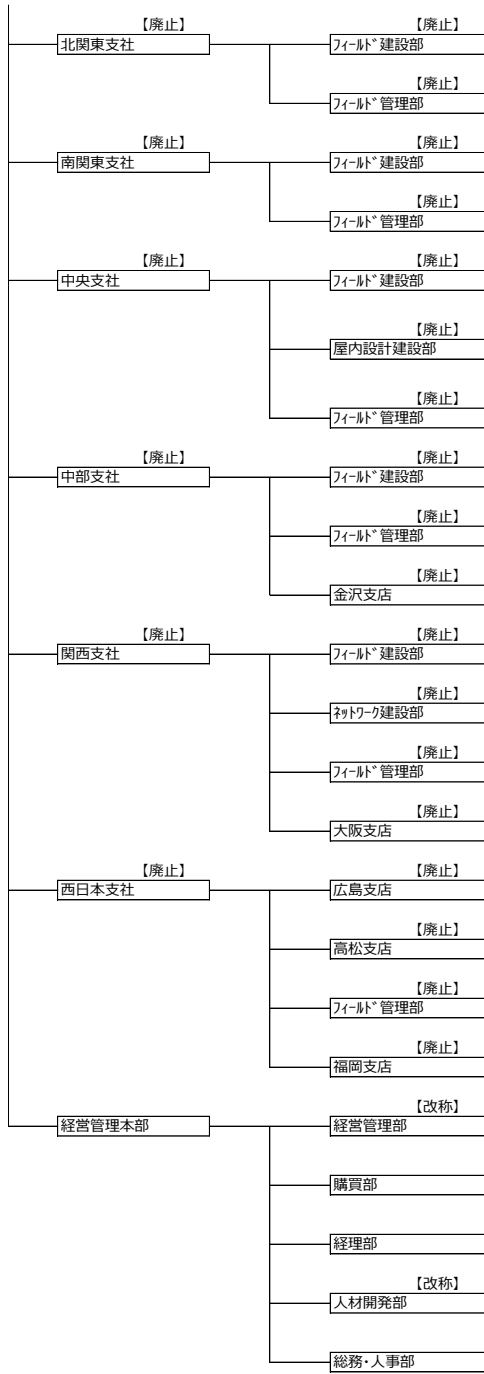 【廃止】 【廃止】
北関東支社 ﾌｨｰﾙﾄﾞ建設部
【廃止】
ﾌｨｰﾙﾄﾞ管理部
【廃止】 【廃止】
南関東支社 ﾌｨｰﾙﾄﾞ建設部
【廃止】
ﾌｨｰﾙﾄﾞ管理部
【廃止】 【廃止】
中央支社 ﾌｨｰﾙﾄﾞ建設部
【廃止】
屋内設計建設部
【廃止】
ﾌｨｰﾙﾄﾞ管理部
【廃止】 【廃止】
中部支社 ﾌｨｰﾙﾄﾞ建設部
【廃止】
ﾌｨｰﾙﾄﾞ管理部
【廃止】
金沢支店
【廃止】 【廃止】
関西支社 ﾌｨｰﾙﾄﾞ建設部
【廃止】
ﾈｯﾄﾜｰｸ建設部
【廃止】
ﾌｨｰﾙﾄﾞ管理部
【廃止】
大阪支店
【廃止】 【廃止】
西日本支社 広島支店
【廃止】
高松支店
【廃止】
ﾌｨｰﾙﾄﾞ管理部
【廃止】
福岡支店
【改称】
経営管理本部 経営管理部
購買部
経理部
【改称】
人材開発部
総務・人事部